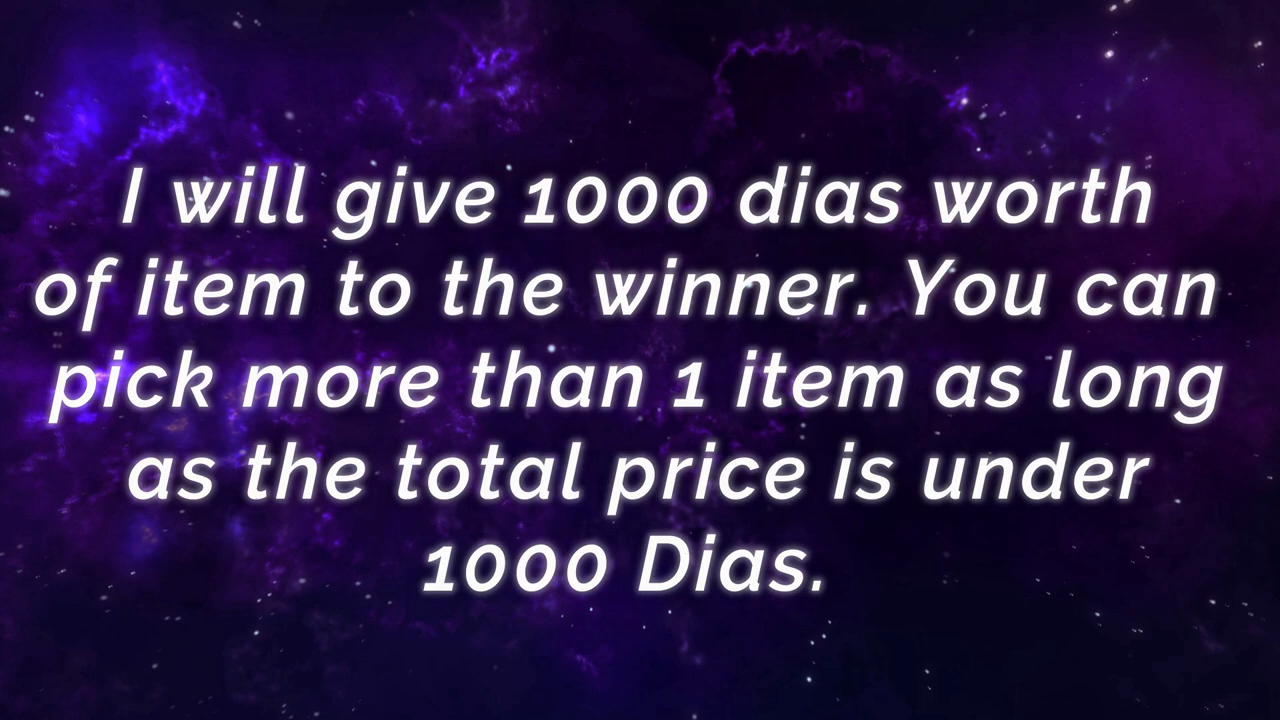 I will give 1000 dias worth
of item to the winner. You can
pick more than 1 item as long
as the total price is under
1000 Dias.